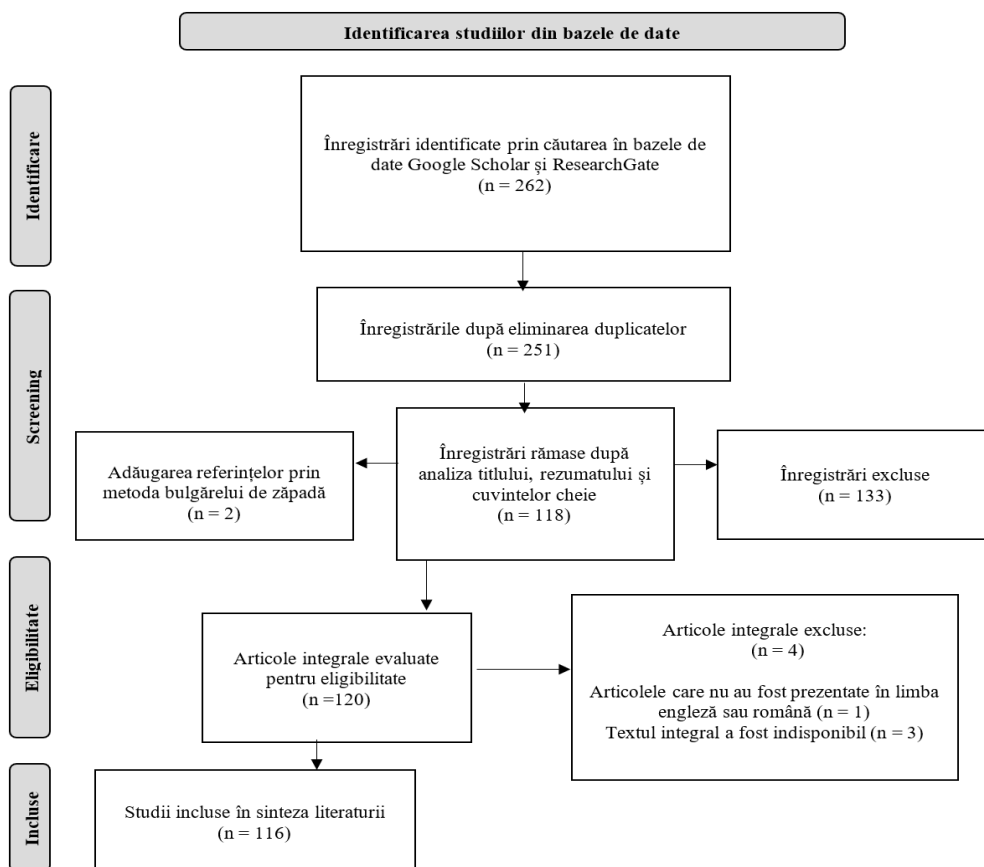 Identificarea studiilor din bazele de date
Identificare
Înregistrări identificate prin căutarea în bazele de
date Google Scholar și ResearchGate
(n = 262)
Screening
Înregistrările după eliminarea duplicatelor
(n = 251)
Adăugarea referințelor prin
metoda bulgărelui de zăpadă
(n = 2)
Înregistrări rămase după
analiza titlului, rezumatului și
cuvintelor cheie
(n = 118)
Înregistrări excluse
(n = 133)
Eligibilitate
Articole integrale evaluate
pentru eligibilitate
(n =120)
Articole integrale excluse:
(n = 4)
Articolele care nu au fost prezentate în limba
engleză sau română (n = 1)
Textul integral a fost indisponibil (n = 3)
Incluse
Studii incluse în sinteza literaturii
(n = 116)